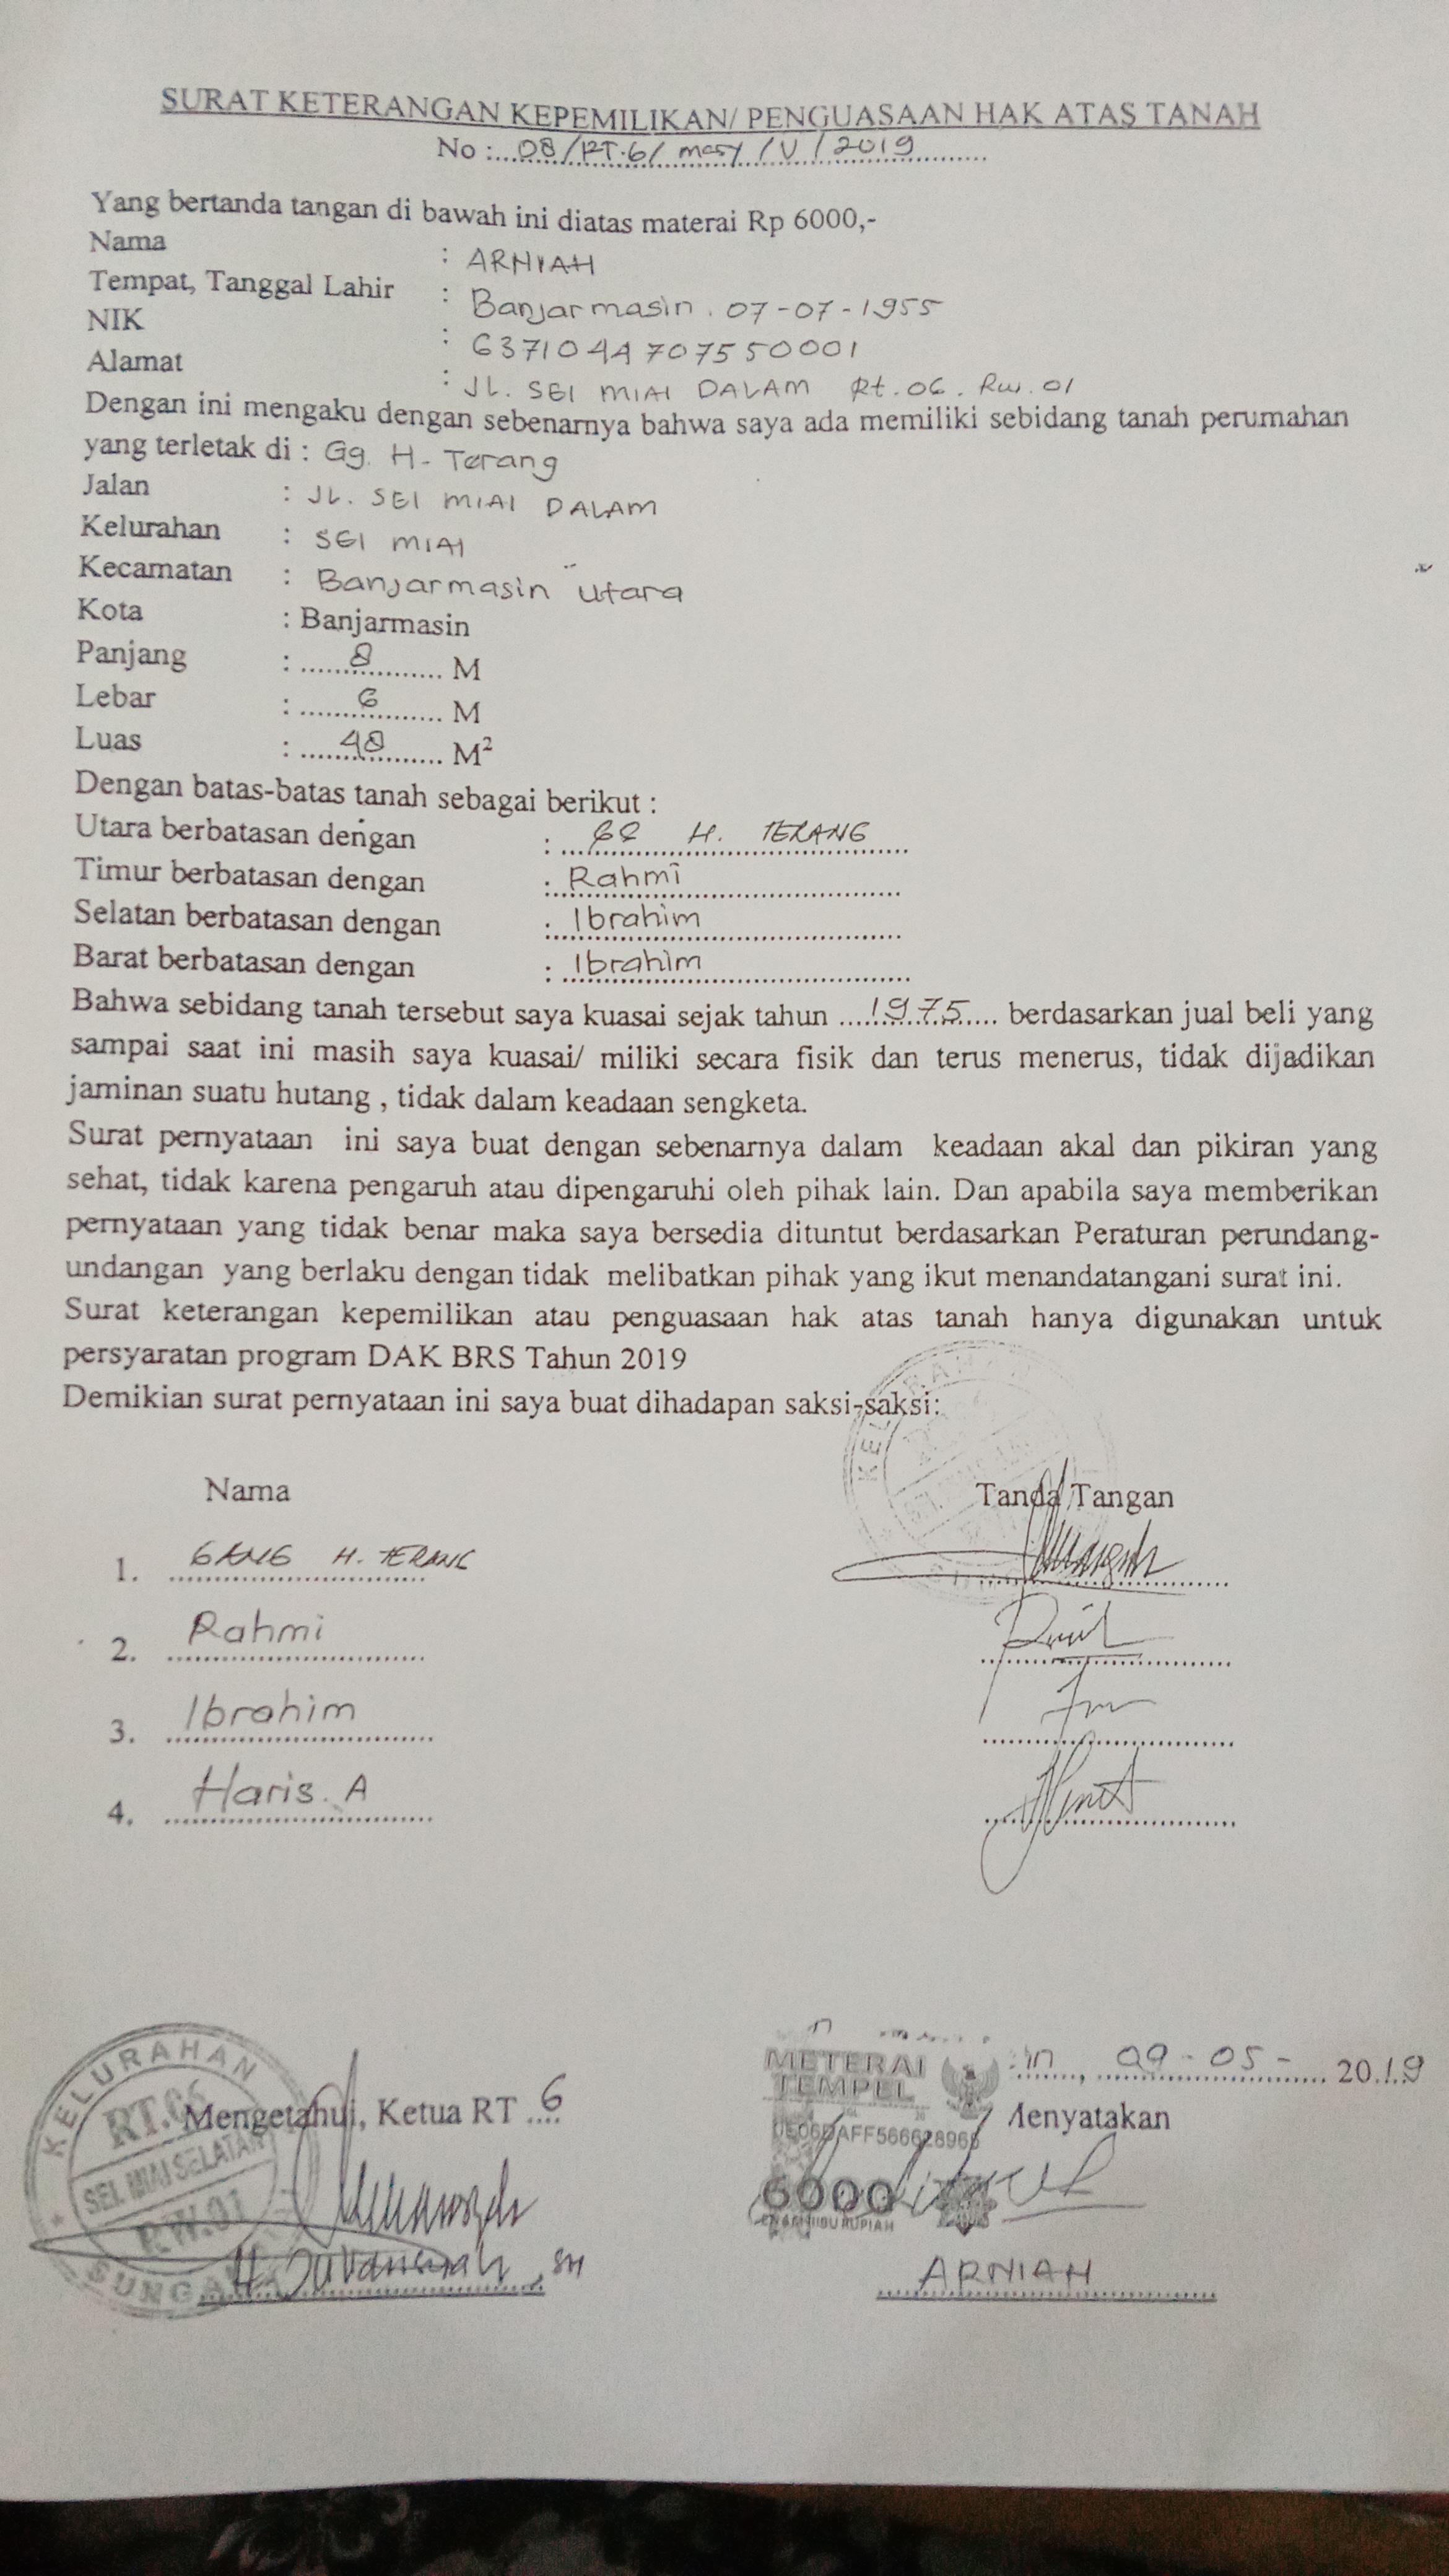 SURAT KETERANGAN KEPEMILIKAN/ PENGUASAAN HAK ATAS TANAH
No : 08/RT.6/ masy /V/2019
Yang bertanda tangan di bawah ini diatas materai Rp 6000,-
Nama : ARNIAH
Tempat, Tanggal Lahir : Banjarmasin. 07-07-1955
NIK : 6371044707550001
Alamat : JL. SEI MIAI DALAM Rt.06. Rw.01
Dengan ini mengaku dengan sebenarnya bahwa saya ada memiliki sebidang tanah perumahan
yang terletak di : Gg. H. Terang
Jalan : JL. SEI MIAI DALAM
Kelurahan : SEI MIAI
Kecamatan : Banjarmasin Utara
Kota : Banjarmasin
Panjang : 8 M
Lebar : 6 M
Luas : 48 M²
Dengan batas-batas tanah sebagai berikut :
Utara berbatasan dengan : GG H. TERANG
Timur berbatasan dengan : Rahmi
Selatan berbatasan dengan : Ibrahim
Barat berbatasan dengan : Ibrahim
Bahwa sebidang tanah tersebut saya kuasai sejak tahun 1975 berdasarkan jual beli yang
sampai saat ini masih saya kuasai/ miliki secara fisik dan terus menerus, tidak dijadikan
jaminan suatu hutang , tidak dalam keadaan sengketa.
Surat pernyataan ini saya buat dengan sebenarnya dalam keadaan akal dan pikiran yang
sehat, tidak karena pengaruh atau dipengaruhi oleh pihak lain. Dan apabila saya memberikan
pernyataan yang tidak benar maka saya bersedia dituntut berdasarkan Peraturan perundang-
undangan yang berlaku dengan tidak melibatkan pihak yang ikut menandatangani surat ini.
Surat keterangan kepemilikan atau penguasaan hak atas tanah hanya digunakan untuk
persyaratan program DAK BRS Tahun 2019
Demikian surat pernyataan ini saya buat dihadapan saksi-saksi:
Nama Tanda Tangan
1. GANG H. TERANG
2. Rahmi
3. Ibrahim
4. Haris. A
KELURAHAN
RT.06
SEI. MIAI SELATAN
RW.01
METERAI
TEMPEL
6000
ENAM RIBU RUPIAH
09-05-2019
Mengetahui, Ketua RT 6
Menyatakan
ARNIAH